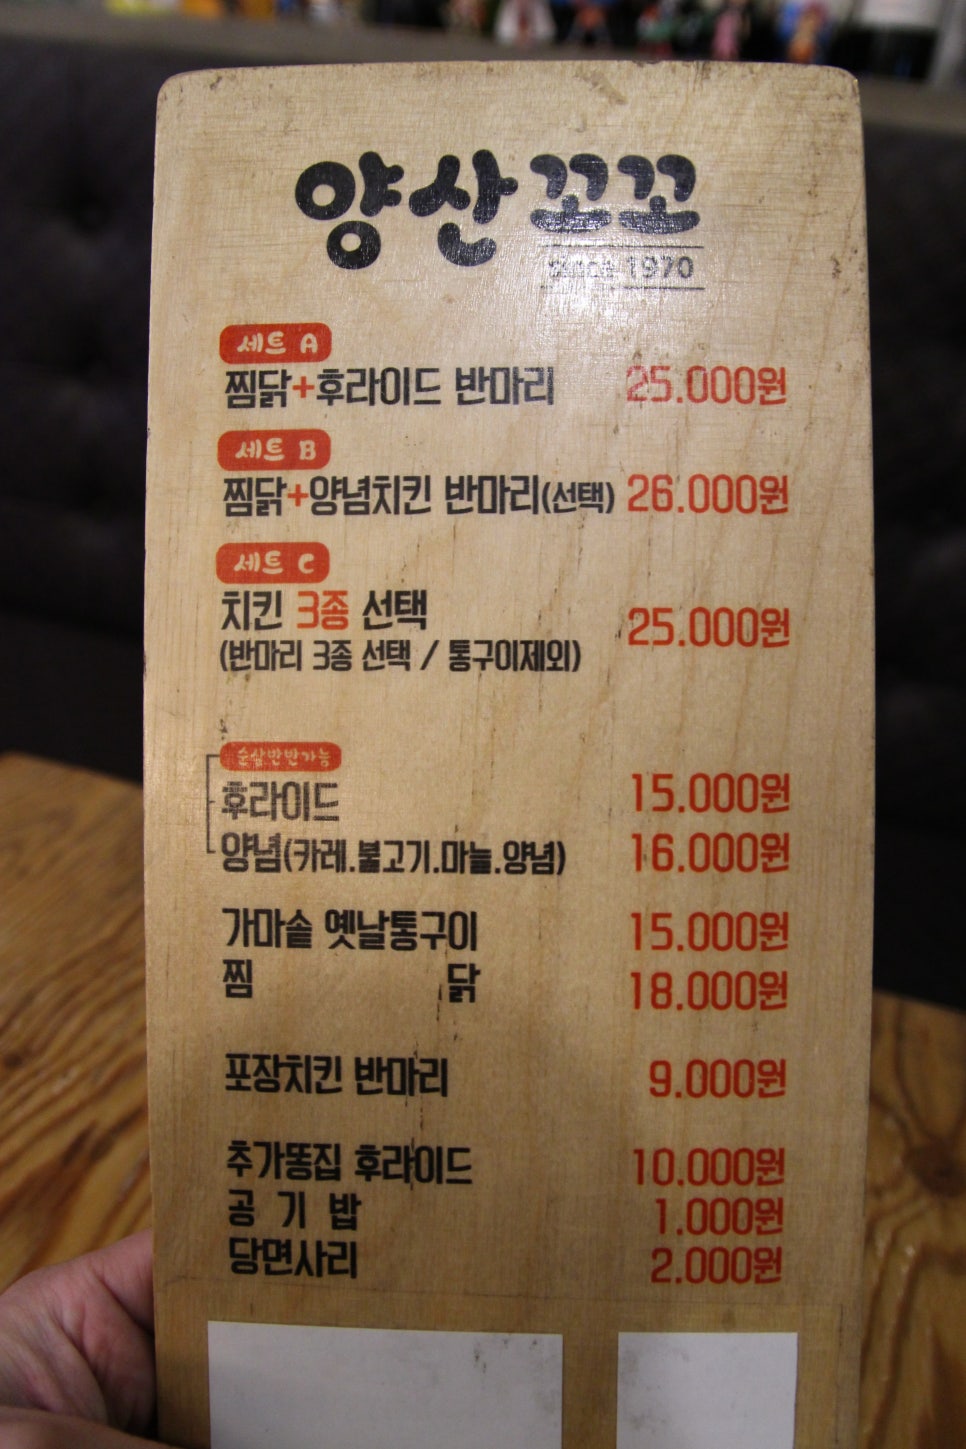 양산꼬꼬
since 1970
세트 A
찜닭+후라이드 반마리 25.000원
세트 B
찜닭+양념치킨 반마리(선택) 26.000원
세트 C
치킨 3종 선택
(반마리 3종 선택 / 통구이제외) 25.000원
순살반반가능
후라이드 15.000원
양념(카레.불고기.마늘.양념) 16.000원
가마솥 옛날통구이 15.000원
찜 닭 18.000원
포장치킨 반마리 9.000원
추가똥집 후라이드 10.000원
공 기 밥 1.000원
당면사리 2.000원